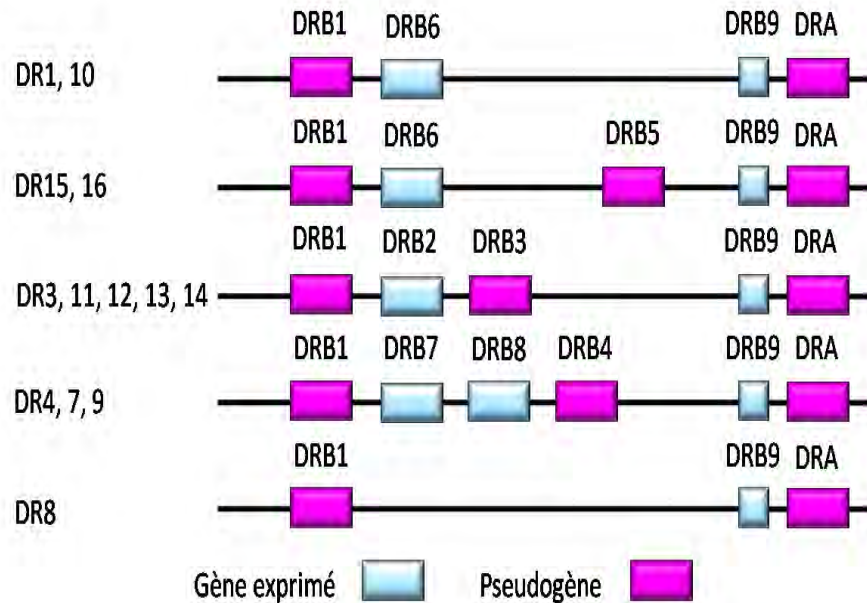 DRB1 DRB6 DRB9 DRA
DR1, 10
DRB1 DRB6 DRB5 DRB9 DRA
DR15, 16
DRB1 DRB2 DRB3 DRB9 DRA
DR3, 11, 12, 13, 14
DRB1 DRB7 DRB8 DRB4 DRB9 DRA
DR4, 7, 9
DRB1 DRB9 DRA
DR8
Gène exprimé Pseudogène